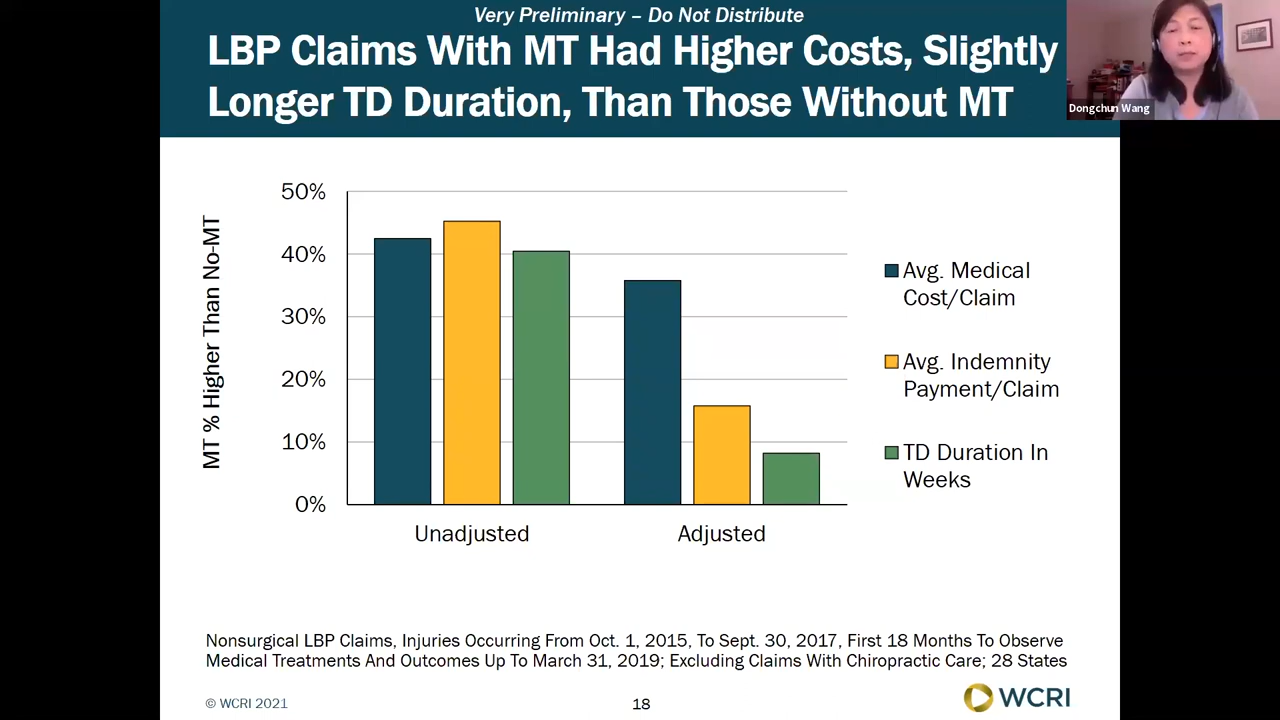 Very Preliminary – Do Not Distribute
LBP Claims With MT Had Higher Costs, Slightly
Longer TD Duration, Than Those Without MT
Dongchun Wang
MT % Higher Than No-MT
50%
40%
30%
20%
10%
0%
Unadjusted
Adjusted
Avg. Medical
Cost/Claim
Avg. Indemnity
Payment/Claim
TD Duration In
Weeks
Nonsurgical LBP Claims, Injuries Occurring From Oct. 1, 2015, To Sept. 30, 2017, First 18 Months To Observe
Medical Treatments And Outcomes Up To March 31, 2019; Excluding Claims With Chiropractic Care; 28 States
© WCRI 2021
18
WCRI